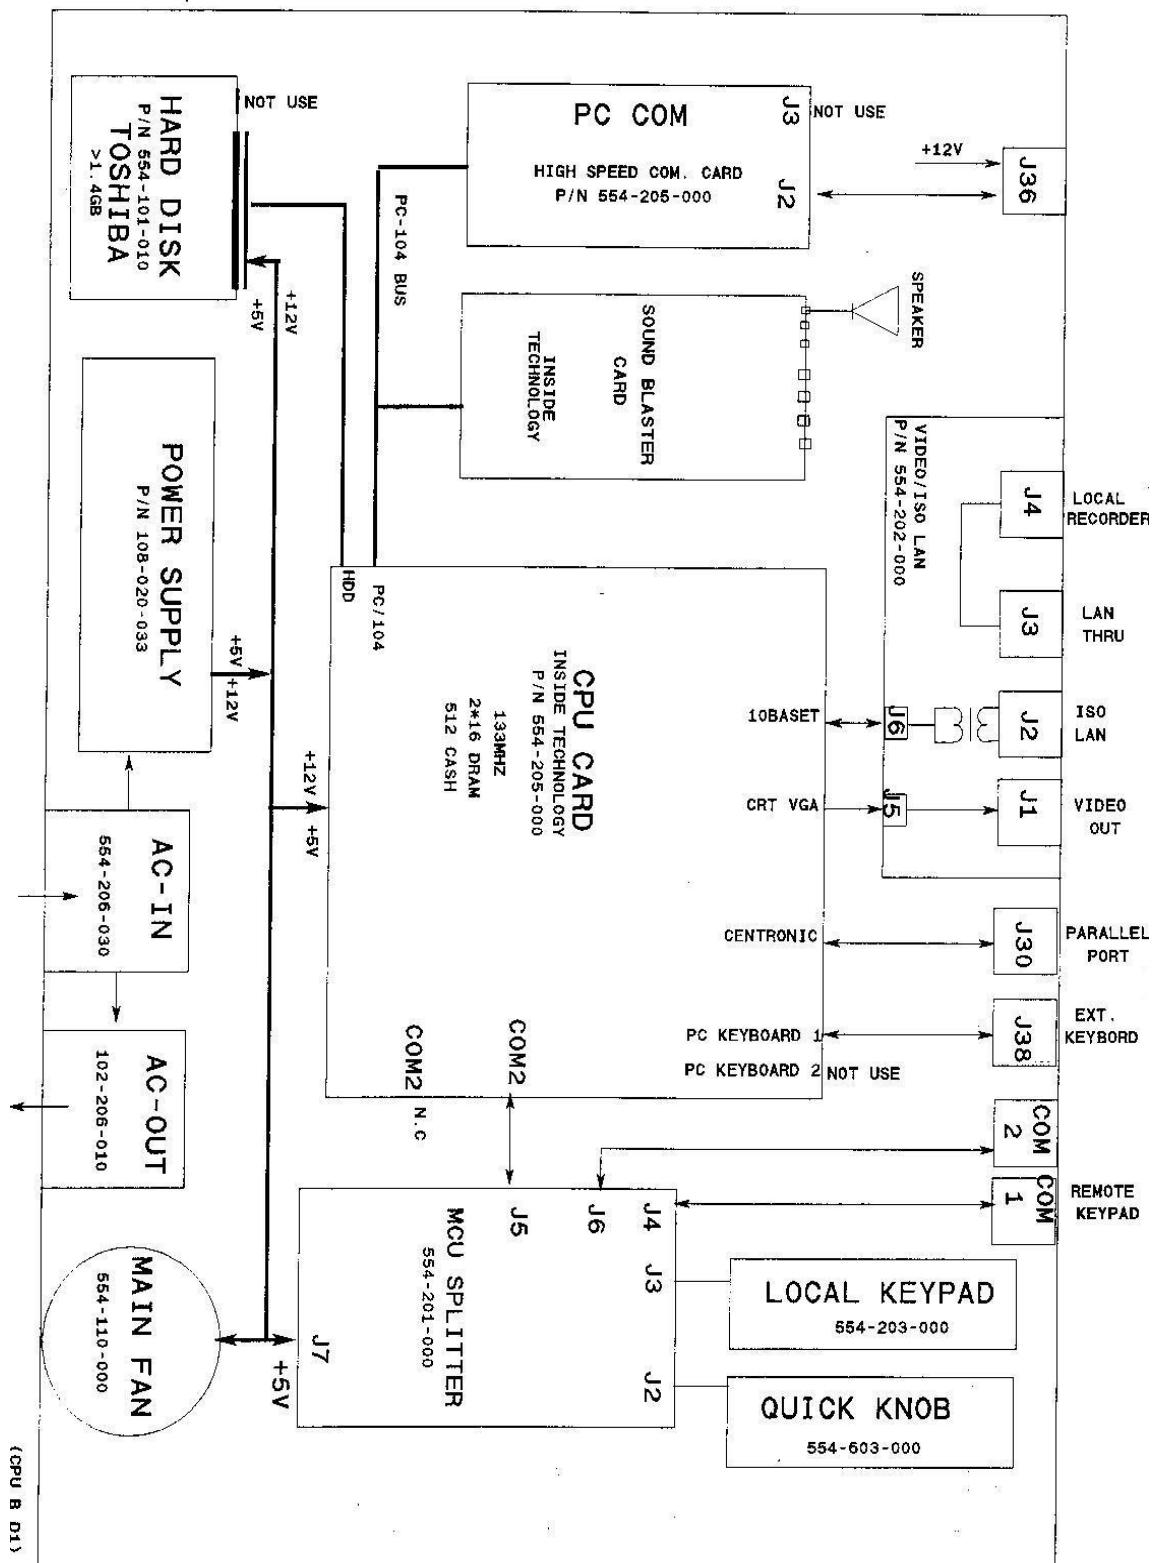 HARD DISK
P/N 554-101-010
TOSHIBA
>1.4GB
NOT USE
+12V
+5V
PC COM
HIGH SPEED COM. CARD
P/N 554-205-000
J3
NOT USE
J2
+12V
J36
PC-104 BUS
SOUND BLASTER
CARD
INSIDE
TECHNOLOGY
SPEAKER
VIDEO/ISO LAN
P/N 554-202-000
J4
LOCAL
RECORDER
J3
LAN
THRU
J6
J2
ISO
LAN
J5
J1
VIDEO
OUT
POWER SUPPLY
P/N 108-020-033
+5V
+12V
HDD
PC/104
CPU CARD
INSIDE TECHNOLOGY
P/N 554-205-000
133MHZ
2*16 DRAM
512 CASH
10BASET
CRT VGA
CENTRONIC
PC KEYBOARD 1
PC KEYBOARD 2
NOT USE
COM2
COM2
N.C
+12V
+5V
J30
PARALLEL
PORT
J38
EXT.
KEYBORD
COM
2
COM
1
REMOTE
KEYPAD
AC-IN
554-206-030
AC-OUT
102-206-010
MAIN FAN
554-110-000
+5V
MCU SPLITTER
554-201-000
J5
J6
J4
J3
J2
J7
LOCAL KEYPAD
554-203-000
QUICK KNOB
554-603-000
(CPU B D1)